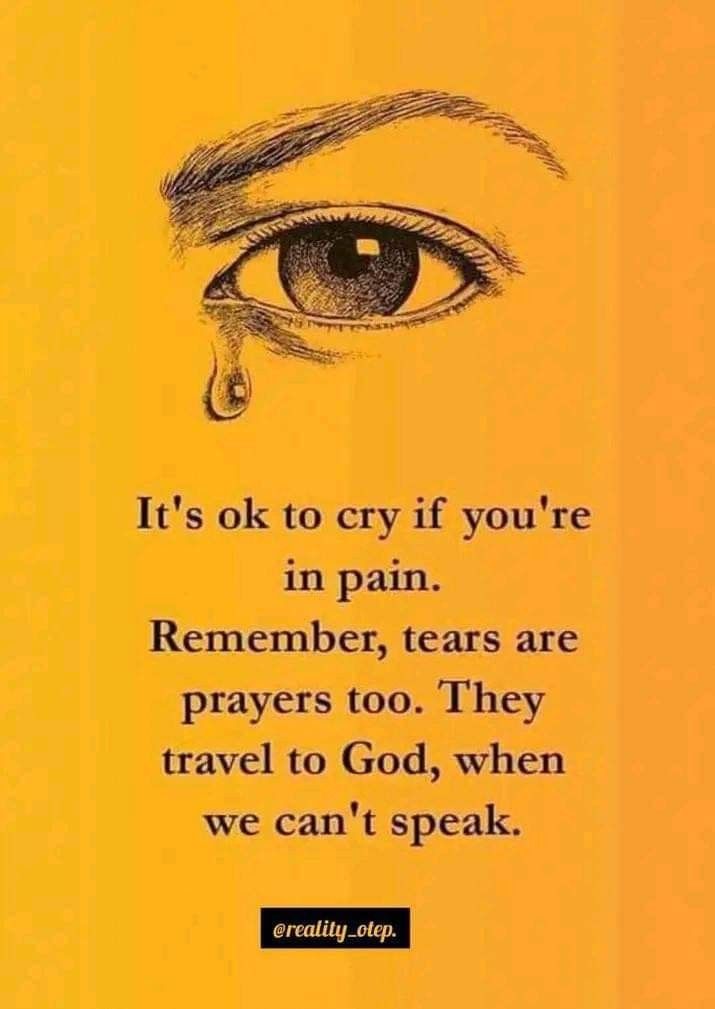 It's ok to cry if you're
in pain.
Remember, tears are
prayers too. They
travel to God, when
we can't speak.
@reality_otep.